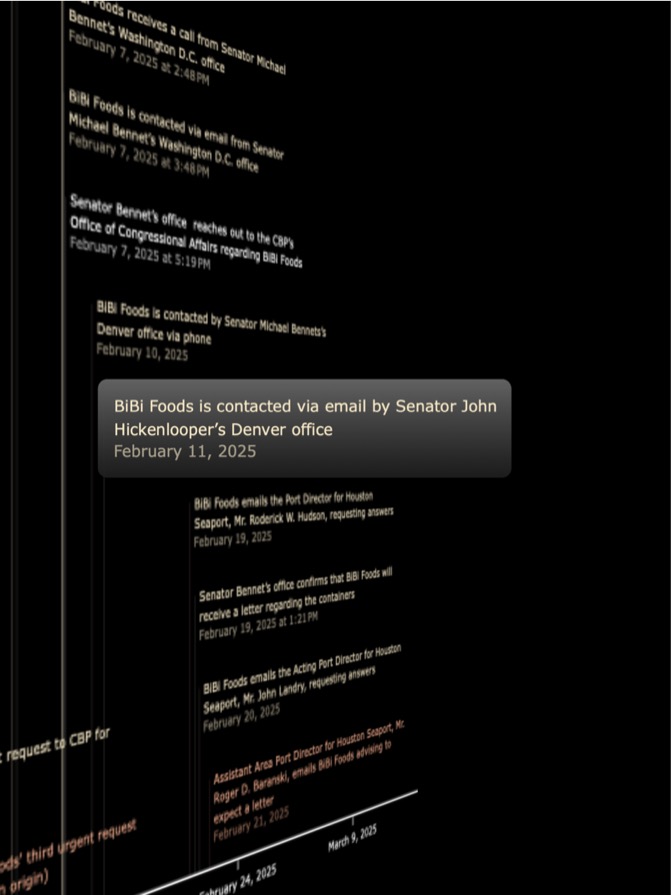 Foods receives a call from Senator Michael
Bennet's Washington D.C. office
February 7, 2025 at 2:48PM
BiBi Foods is contacted via email from Senator
Michael Bennet's Washington D.C. office
February 7, 2025 at 3:48PM
Senator Bennet's office reaches out to the CBP's
Office of Congressional Affairs regarding BiBi Foods
February 7, 2025 at 5:19PM
BiBi Foods is contacted by Senator Michael Bennets's
Denver office via phone
February 10, 2025
BiBi Foods is contacted via email by Senator John
Hickenlooper's Denver office
February 11, 2025
BiBi Foods emails the Port Director for Houston
Seaport, Mr. Roderick W. Hudson, requesting answers
February 19, 2025
Senator Bennet's office confirms that BiBi Foods will
receive a letter regarding the containers
February 19, 2025 at 1:21PM
BiBi Foods emails the Acting Port Director for Houston
Seaport, Mr. John Landry, requesting answers
February 20, 2025
request to CBP for
Assistant Area Port Director for Houston Seaport, Mr.
Roger D. Baranski, emails BiBi Foods advising to
expect a letter
February 21, 2025
ods' third urgent request
origin)
February 24, 2025
March 9, 2025